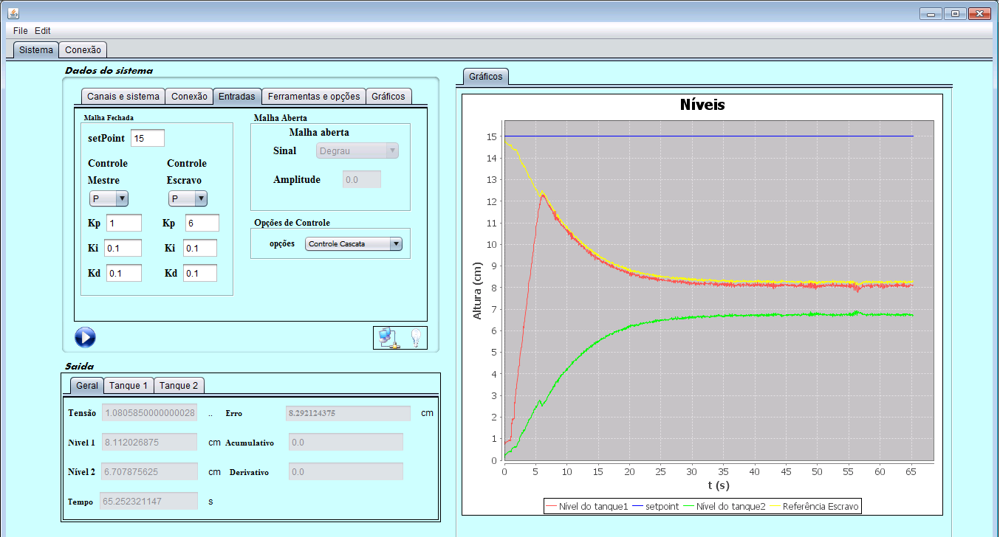 File Edit
Sistema Conexão
Dados do sistema
Canais e sistema Conexão Entradas Ferramentas e opções Gráficos
Malha Fechada
setPoint 15
Controle Controle
Mestre Escravo
P P
Kp 1 Kp 6
Ki 0.1 Ki 0.1
Kd 0.1 Kd 0.1
Malha Aberta
Malha aberta
Sinal Degrau
Amplitude 0.0
Opções de Controle
opções Controle Cascata
Saida
Geral Tanque 1 Tanque 2
Tensão 1.0805850000000028 .. Erro 8.292124375 cm
Nível 1 8.112026875 cm Acumulativo 0.0
Nível 2 6.707875625 cm Derivativo 0.0
Tempo 65.252321147 s
Gráficos
Níveis
Altura (cm)
15
14
13
12
11
10
9
8
7
6
5
4
3
2
1
0
0 5 10 15 20 25 30 35 40 45 50 55 60 65
t (s)
Nível do tanque1 setpoint Nível do tanque2 Referência Escravo